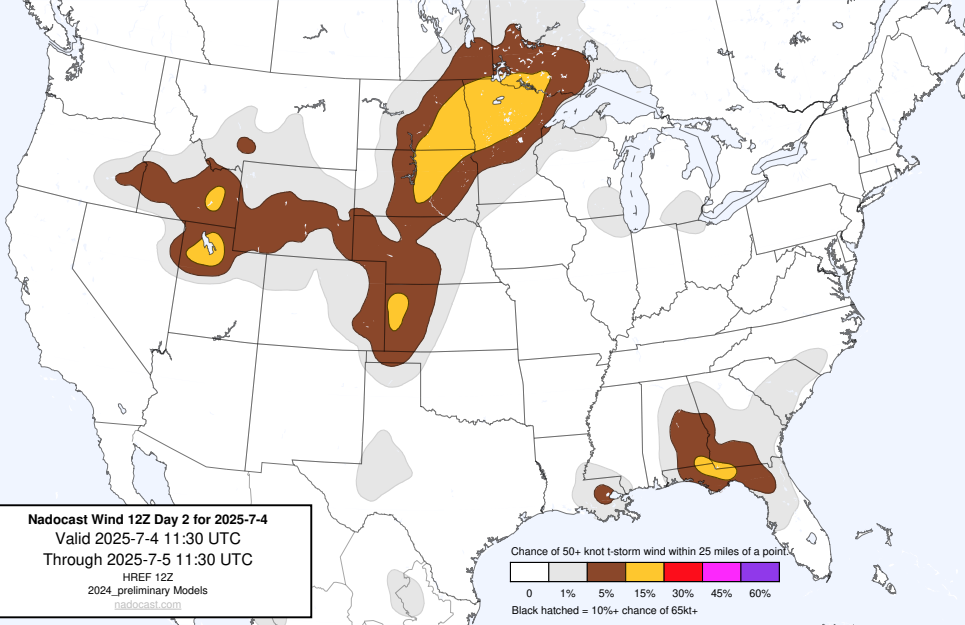 Nadocast Wind 12Z Day 2 for 2025-7-4
Valid 2025-7-4 11:30 UTC
Through 2025-7-5 11:30 UTC
HREF 12Z
2024_preliminary Models
nadocast.com
Chance of 50+ knot t-storm wind within 25 miles of a point.
0 1% 5% 15% 30% 45% 60%
Black hatched = 10%+ chance of 65kt+